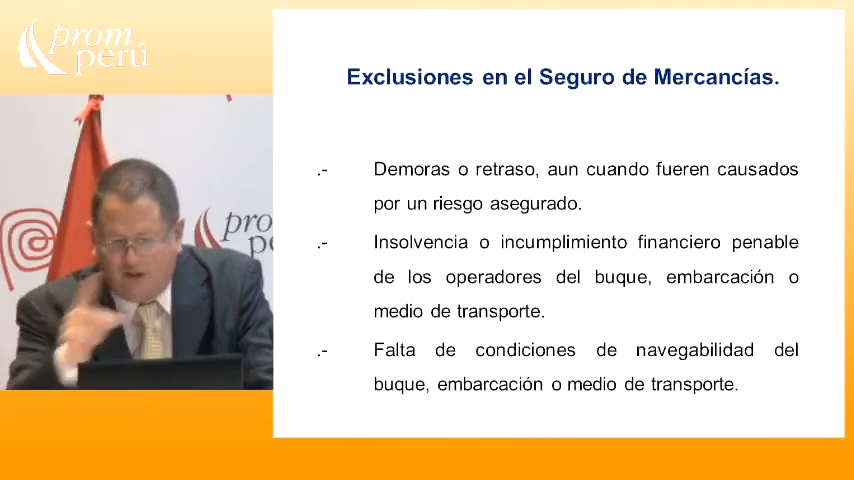 prom
perú
Exclusiones en el Seguro de Mercancías.
.- Demoras o retraso, aun cuando fueren causados
por un riesgo asegurado.
.- Insolvencia o incumplimiento financiero penable
de los operadores del buque, embarcación o
medio de transporte.
.- Falta de condiciones de navegabilidad del
buque, embarcación o medio de transporte.
pro
pe